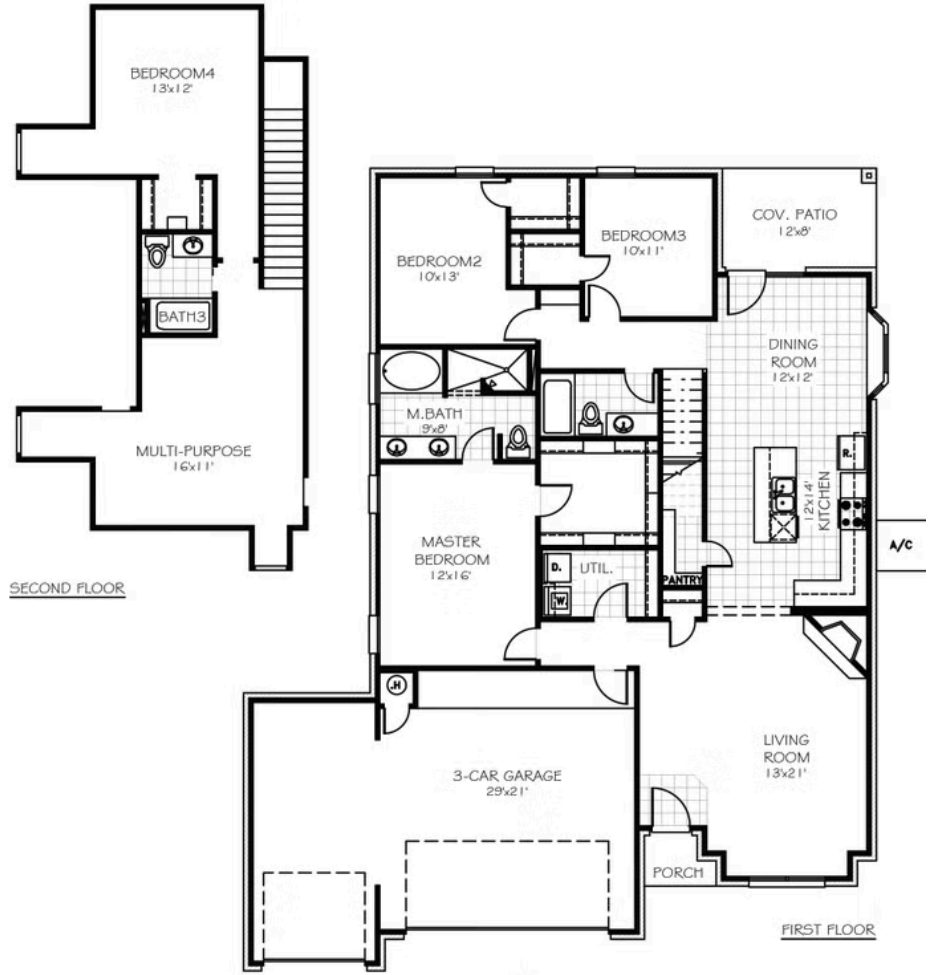 BEDROOM4
13'x12'
BATH3
MULTI-PURPOSE
16'x11'
SECOND FLOOR
COV. PATIO
12'x8'
BEDROOM3
10'x11'
BEDROOM2
10'x13'
DINING
ROOM
12'x12'
M.BATH
9'x8'
R.
KITCHEN
12'x14'
A/C
MASTER
BEDROOM
12'x16'
D.
UTIL.
W.
PANTRY
.H
LIVING
ROOM
13'x21'
3-CAR GARAGE
29'x21'
PORCH
FIRST FLOOR